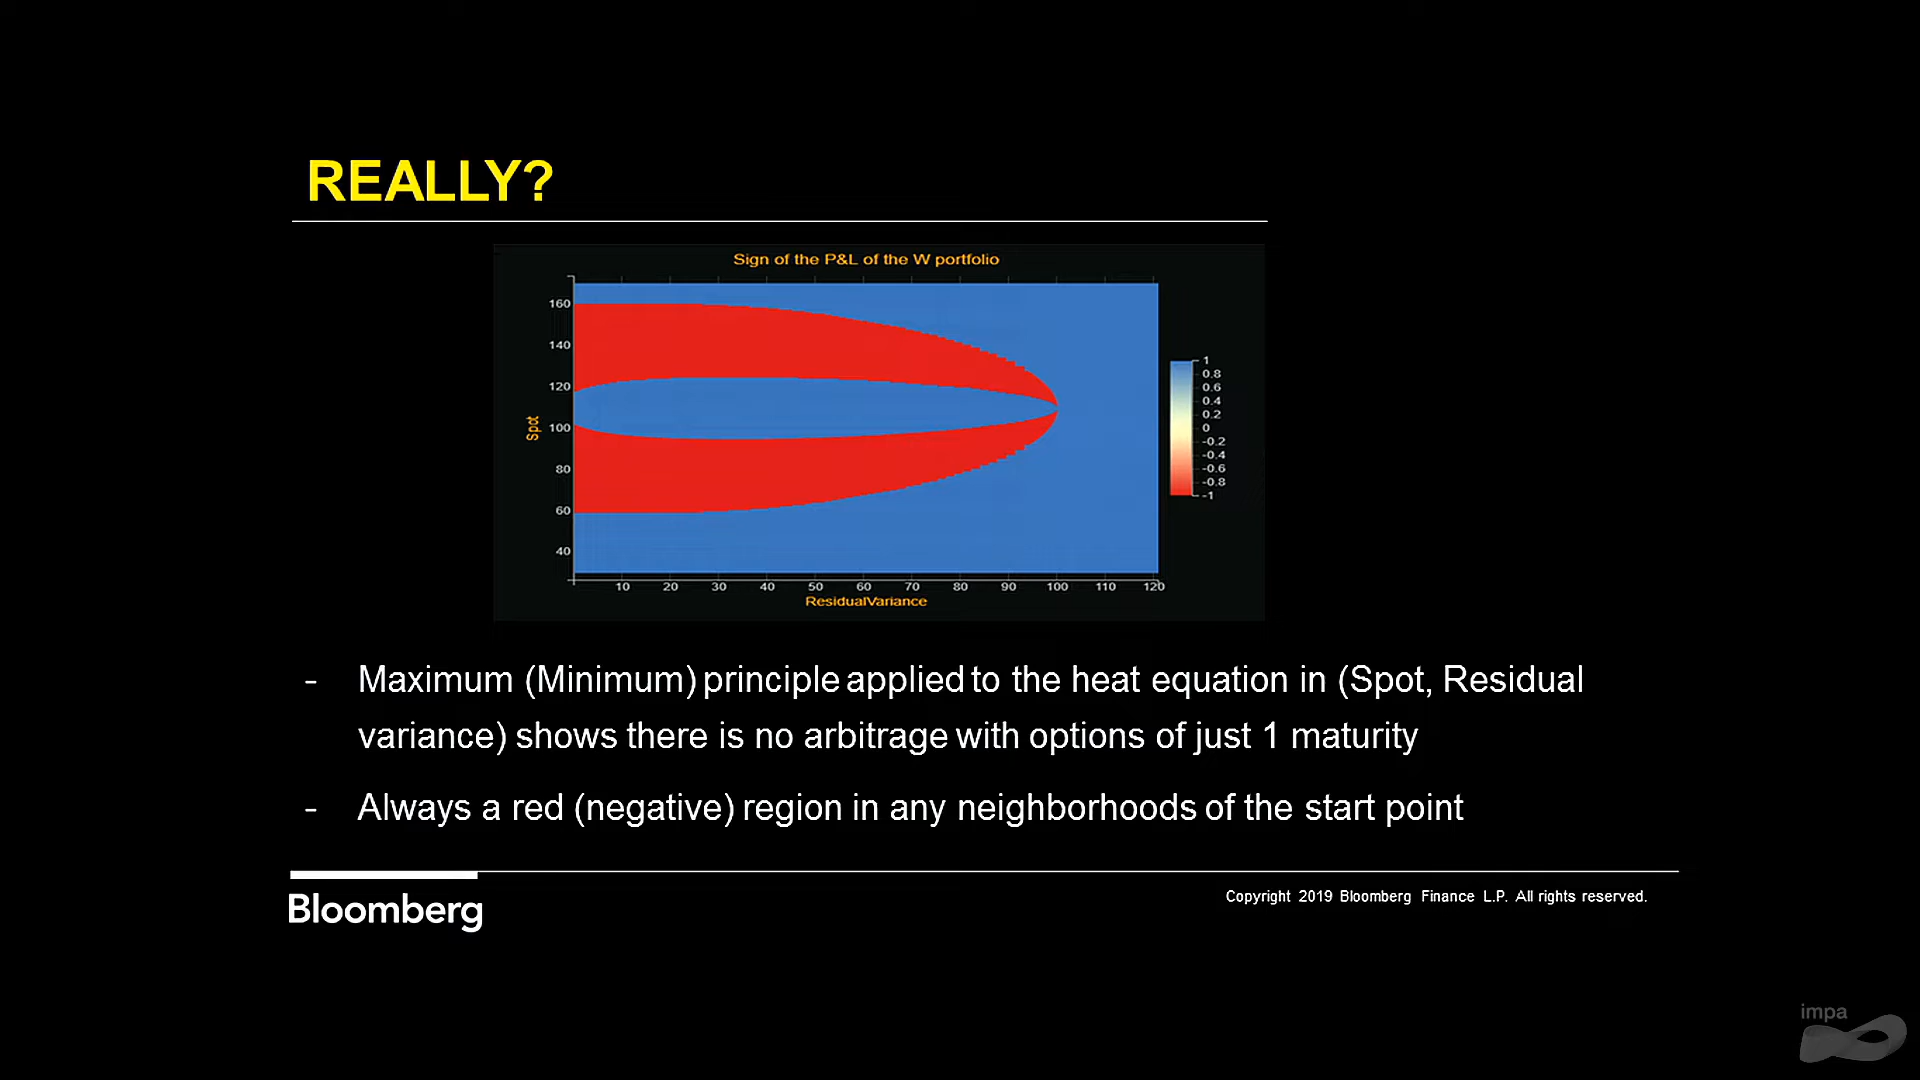 REALLY?
Sign of the P&L of the W portfolio
160
140
120
100
80
60
40
Spot
10 20 30 40 50 60 70 80 90 100 110 120
ResidualVariance
1
0.8
0.6
0.4
0.2
0
-0.2
-0.4
-0.6
-0.8
-1
- Maximum (Minimum) principle applied to the heat equation in (Spot, Residual
variance) shows there is no arbitrage with options of just 1 maturity
- Always a red (negative) region in any neighborhoods of the start point
Bloomberg
Copyright 2019 Bloomberg Finance L.P. All rights reserved.
impa